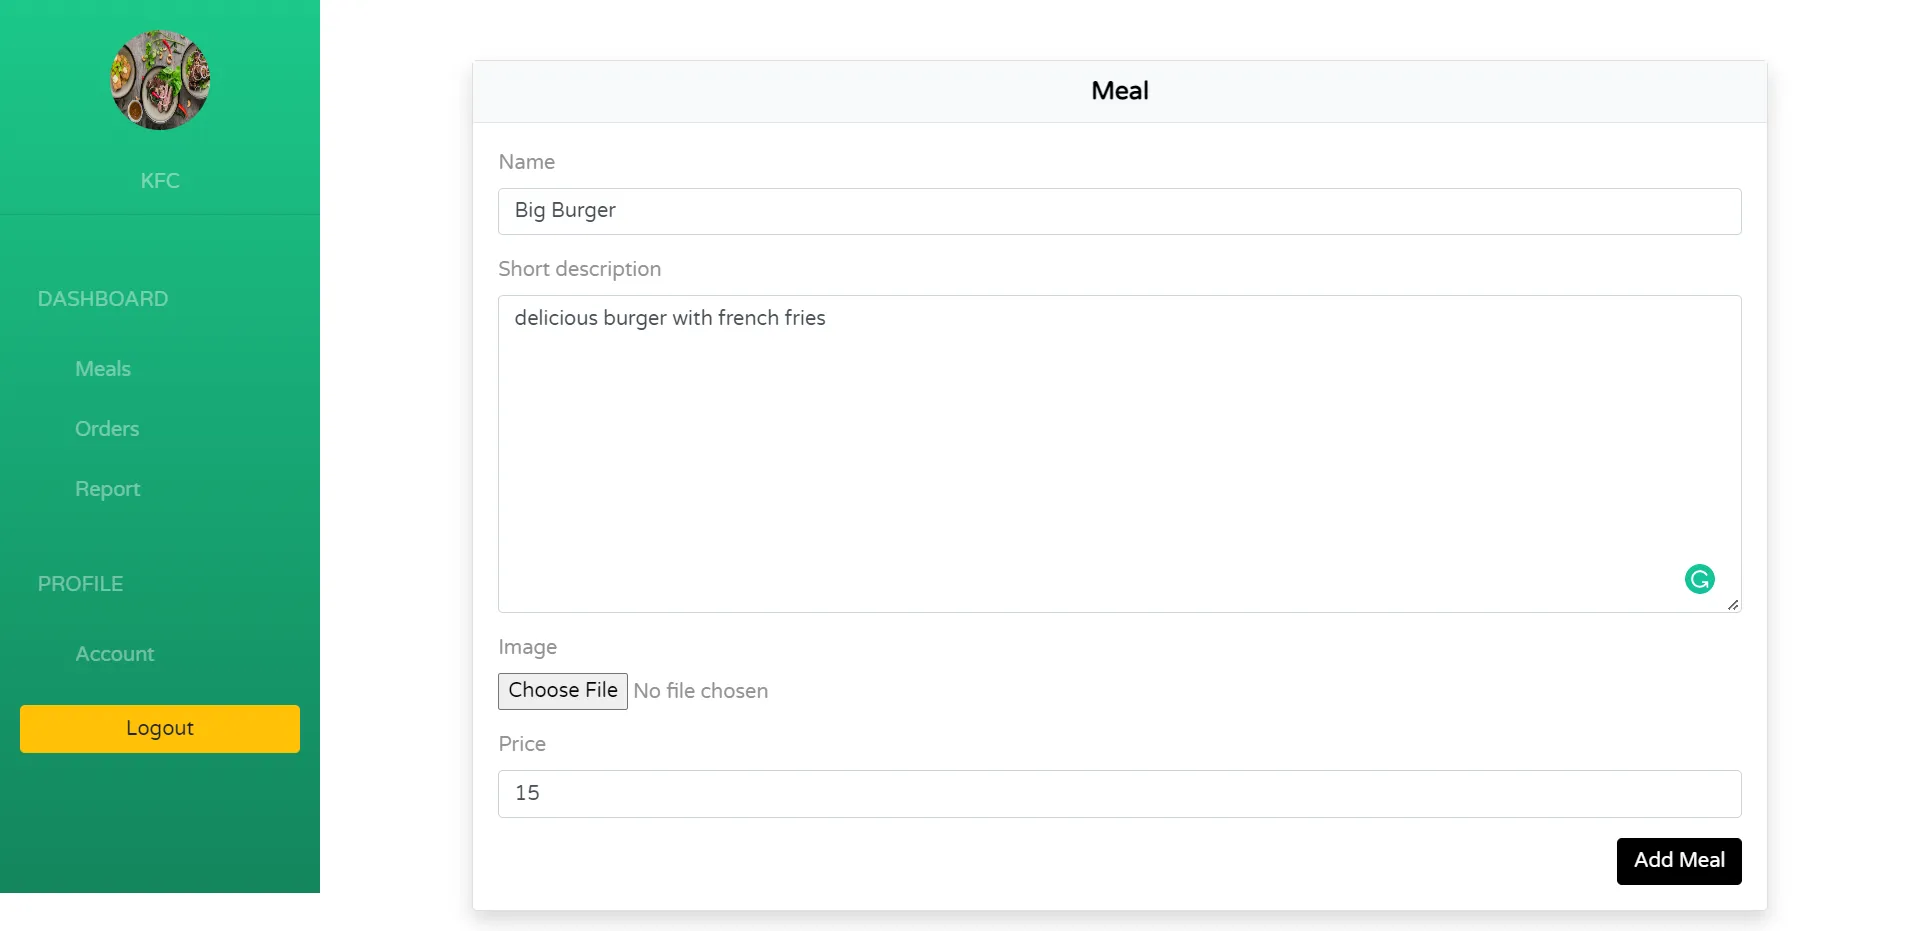 KFC
DASHBOARD
Meals
Orders
Report
PROFILE
Account
Logout
Meal
Name
Big Burger
Short description
delicious burger with french fries
Image
Choose File No file chosen
Price
15
Add Meal